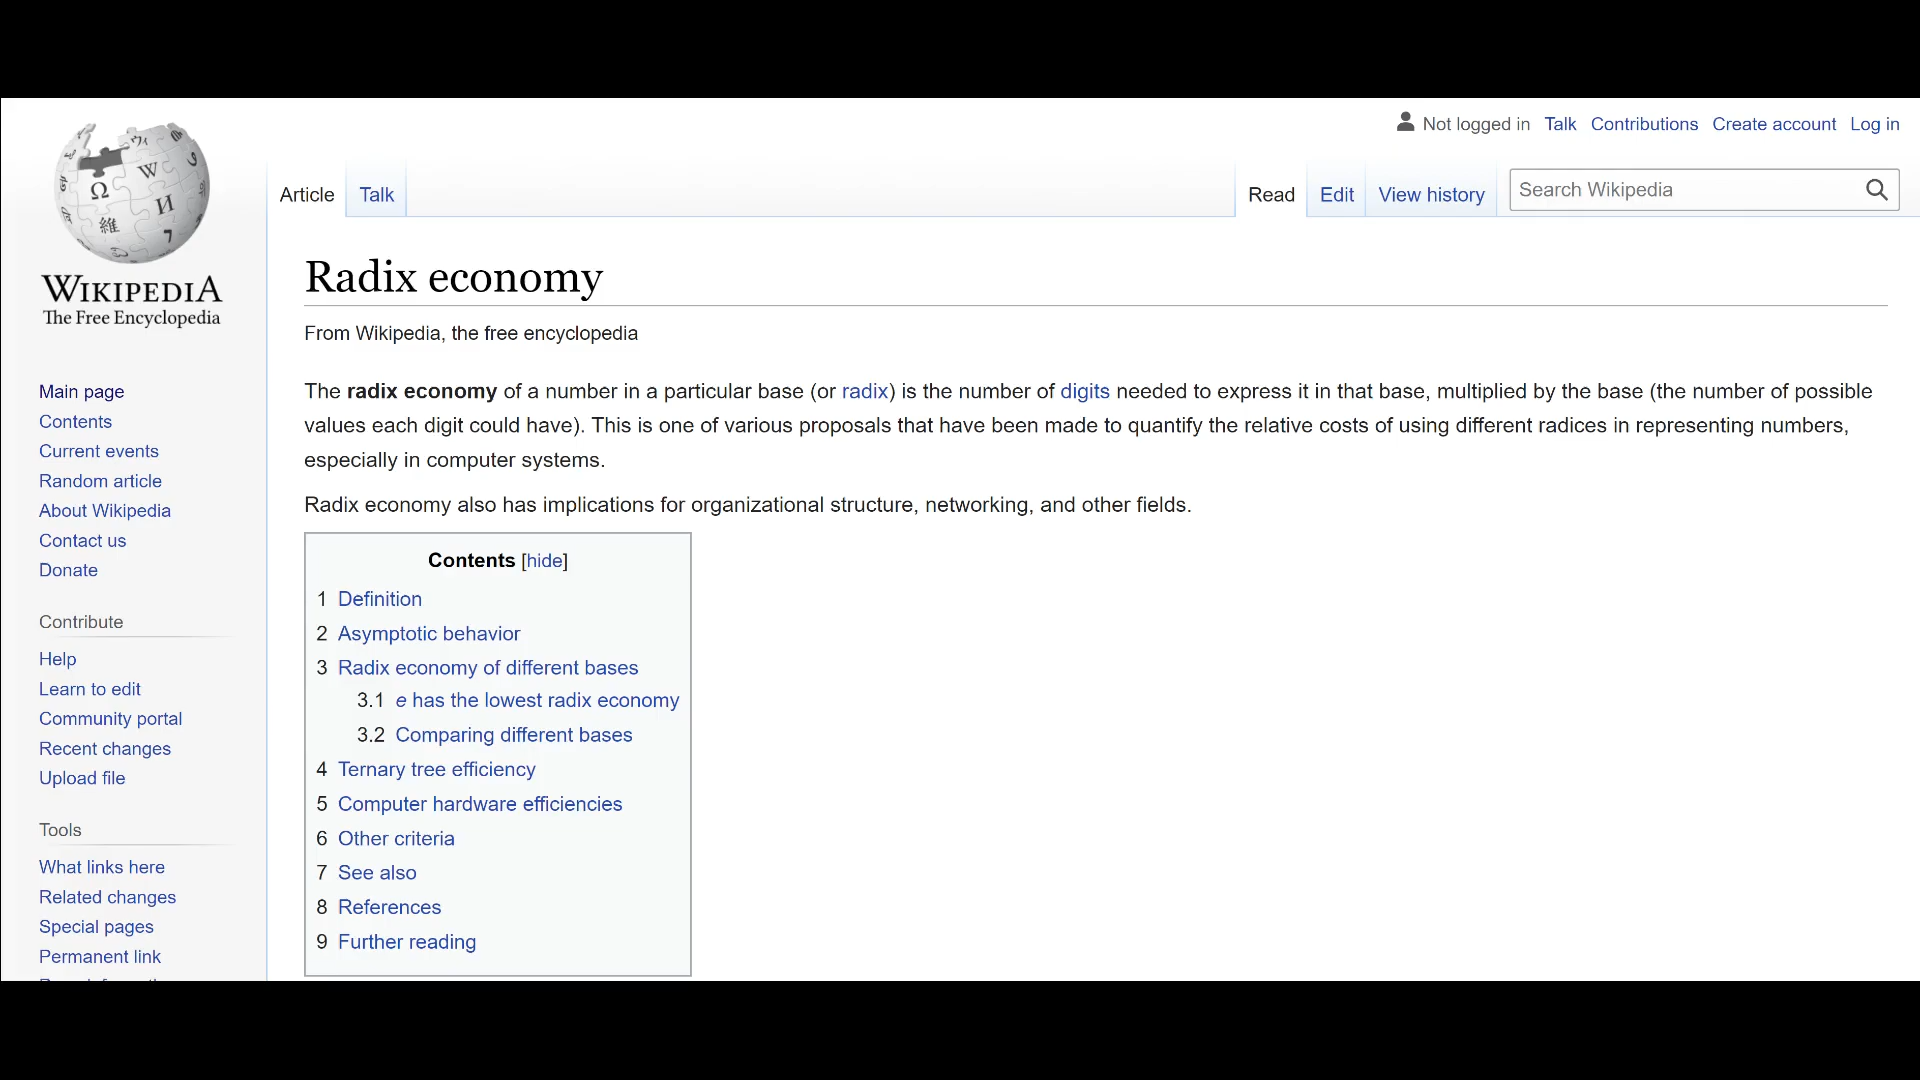 Not logged in Talk Contributions Create account Log in
Article Talk Read Edit View history Search Wikipedia
WIKIPEDIA
The Free Encyclopedia
Main page
Contents
Current events
Random article
About Wikipedia
Contact us
Donate
Contribute
Help
Learn to edit
Community portal
Recent changes
Upload file
Tools
What links here
Related changes
Special pages
Permanent link
Radix economy
From Wikipedia, the free encyclopedia
The radix economy of a number in a particular base (or radix) is the number of digits needed to express it in that base, multiplied by the base (the number of possible
values each digit could have). This is one of various proposals that have been made to quantify the relative costs of using different radices in representing numbers,
especially in computer systems.
Radix economy also has implications for organizational structure, networking, and other fields.
Contents [hide]
1 Definition
2 Asymptotic behavior
3 Radix economy of different bases
3.1 e has the lowest radix economy
3.2 Comparing different bases
4 Ternary tree efficiency
5 Computer hardware efficiencies
6 Other criteria
7 See also
8 References
9 Further reading